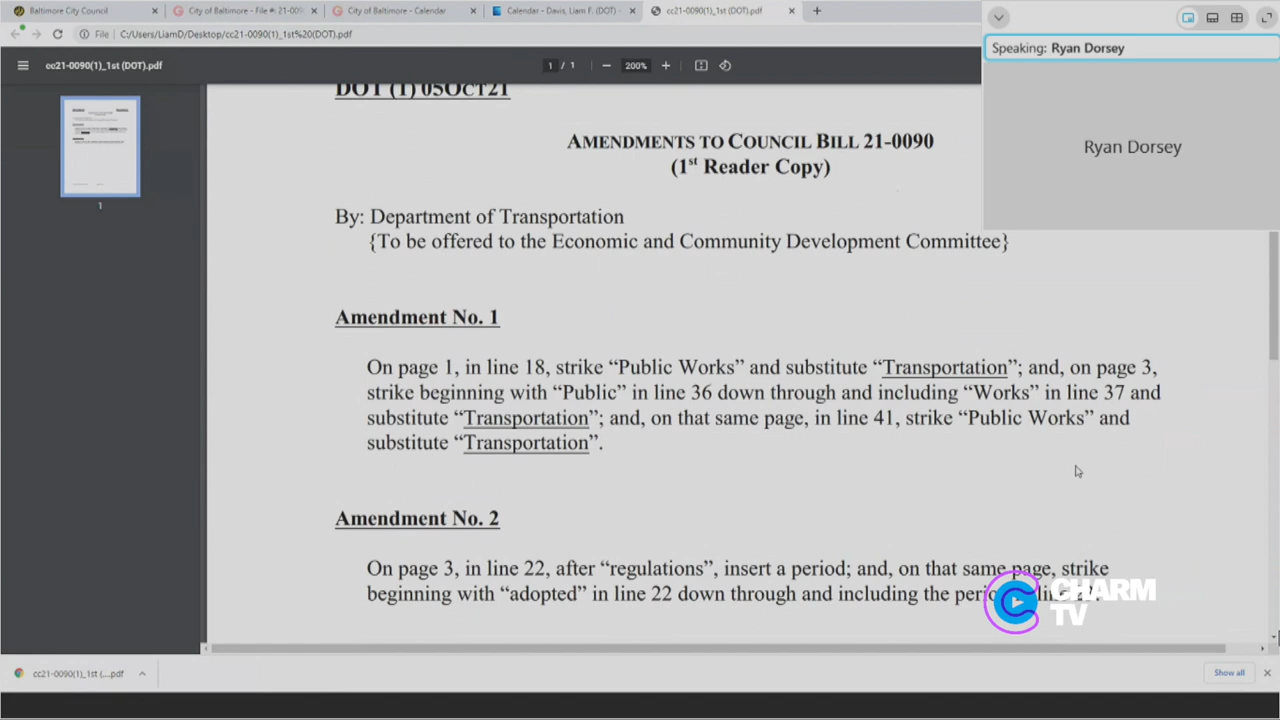 Baltimore City Council
City of Baltimore - File #: 21-009
City of Baltimore - Calendar
Calendar - Davis, Liam F. (DOT) -
cc21-0090(1)_1st (DOT).pdf
File
C:/Users/LiamD/Desktop/cc21-0090(1)_1st%20(DOT).pdf
Speaking: Ryan Dorsey
cc21-0090(1)_1st (DOT).pdf
1 / 1
200%
DOT (1) 05OCT21
AMENDMENTS TO COUNCIL BILL 21-0090
(1st Reader Copy)
Ryan Dorsey
1
By: Department of Transportation
{To be offered to the Economic and Community Development Committee}
Amendment No. 1
On page 1, in line 18, strike “Public Works” and substitute “Transportation”; and, on page 3,
strike beginning with “Public” in line 36 down through and including “Works” in line 37 and
substitute “Transportation”; and, on that same page, in line 41, strike “Public Works” and
substitute “Transportation”.
Amendment No. 2
On page 3, in line 22, after “regulations”, insert a period; and, on that same page, strike
beginning with “adopted” in line 22 down through and including the
CHARM
TV
cc21-0090(1)_1st (....pdf
Show all